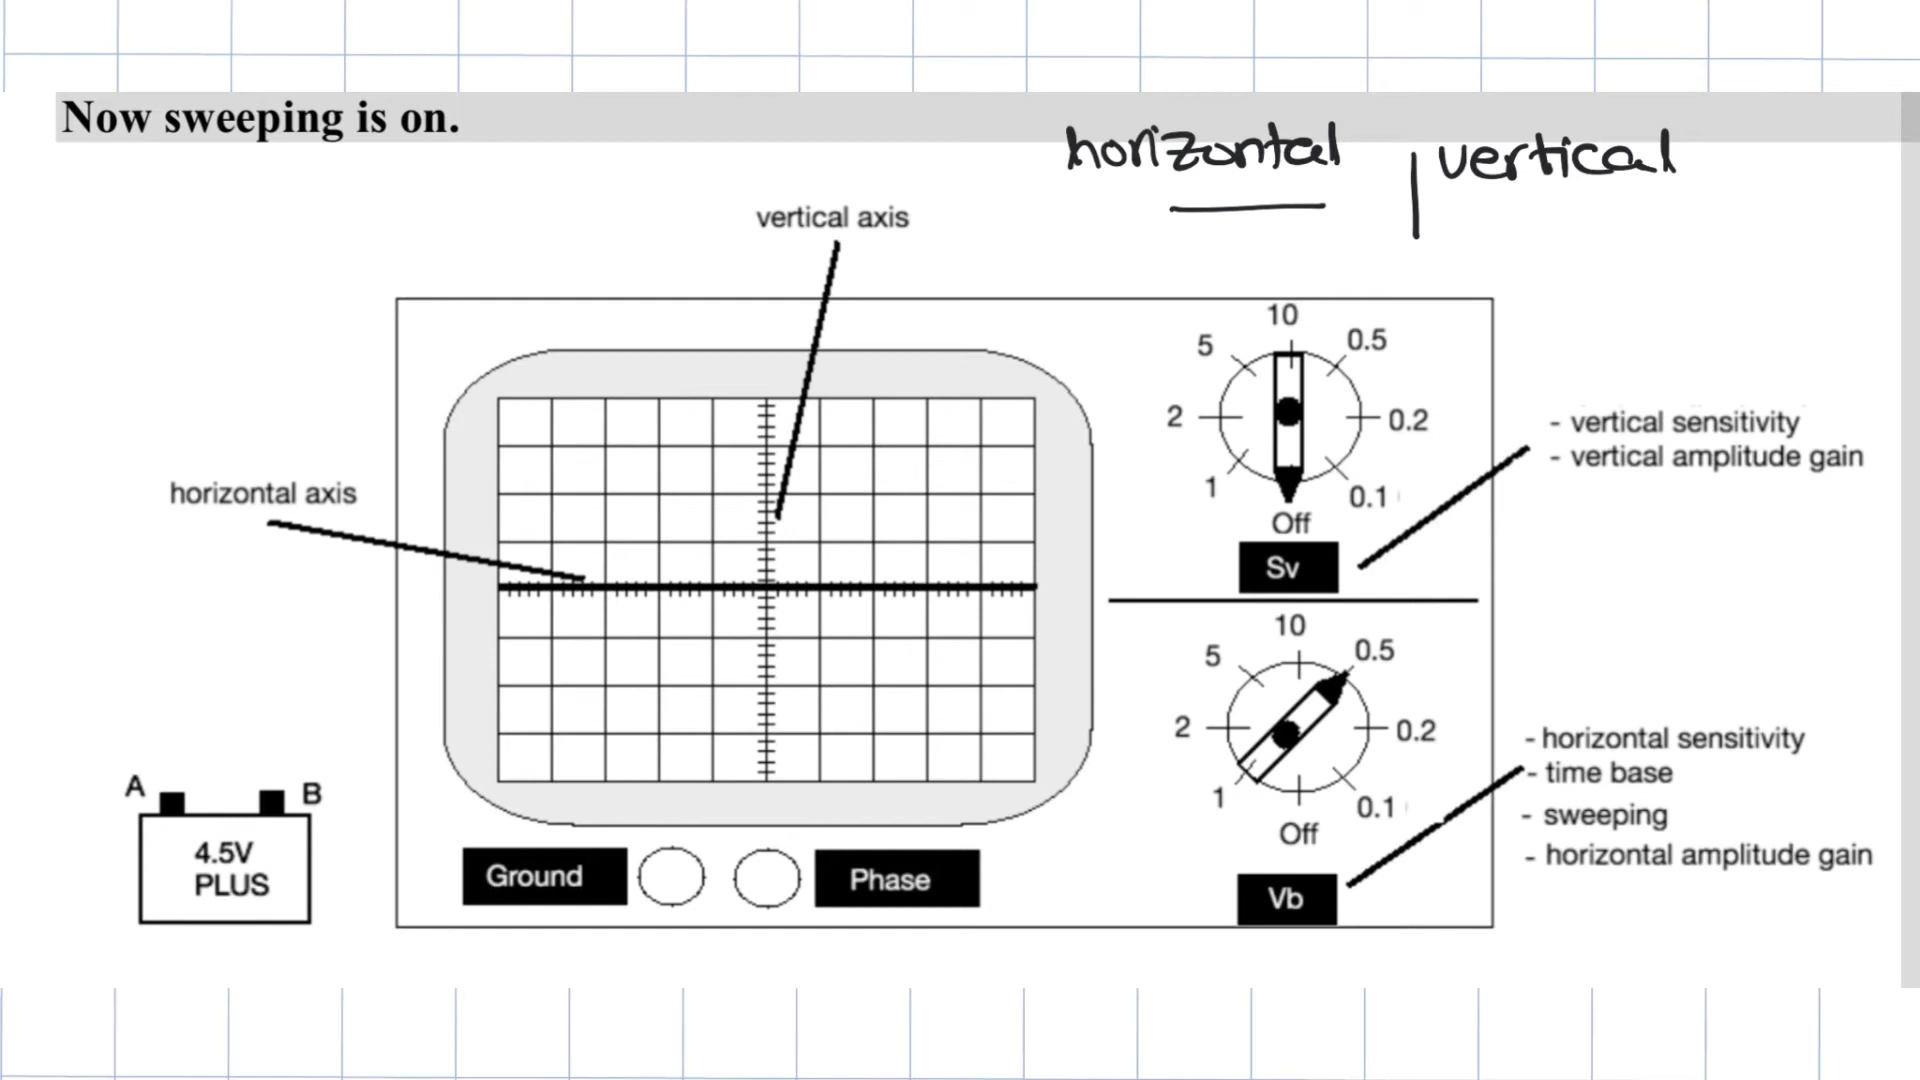 Now sweeping is on.
horizontal | vertical
vertical axis
horizontal axis
10
5
0.5
2
0.2
1
0.1
Off
Sv
- vertical sensitivity
- vertical amplitude gain
10
5
0.5
2
0.2
1
0.1
Off
Vb
- horizontal sensitivity
- time base
- sweeping
- horizontal amplitude gain
A
B
4.5V
PLUS
Ground
Phase